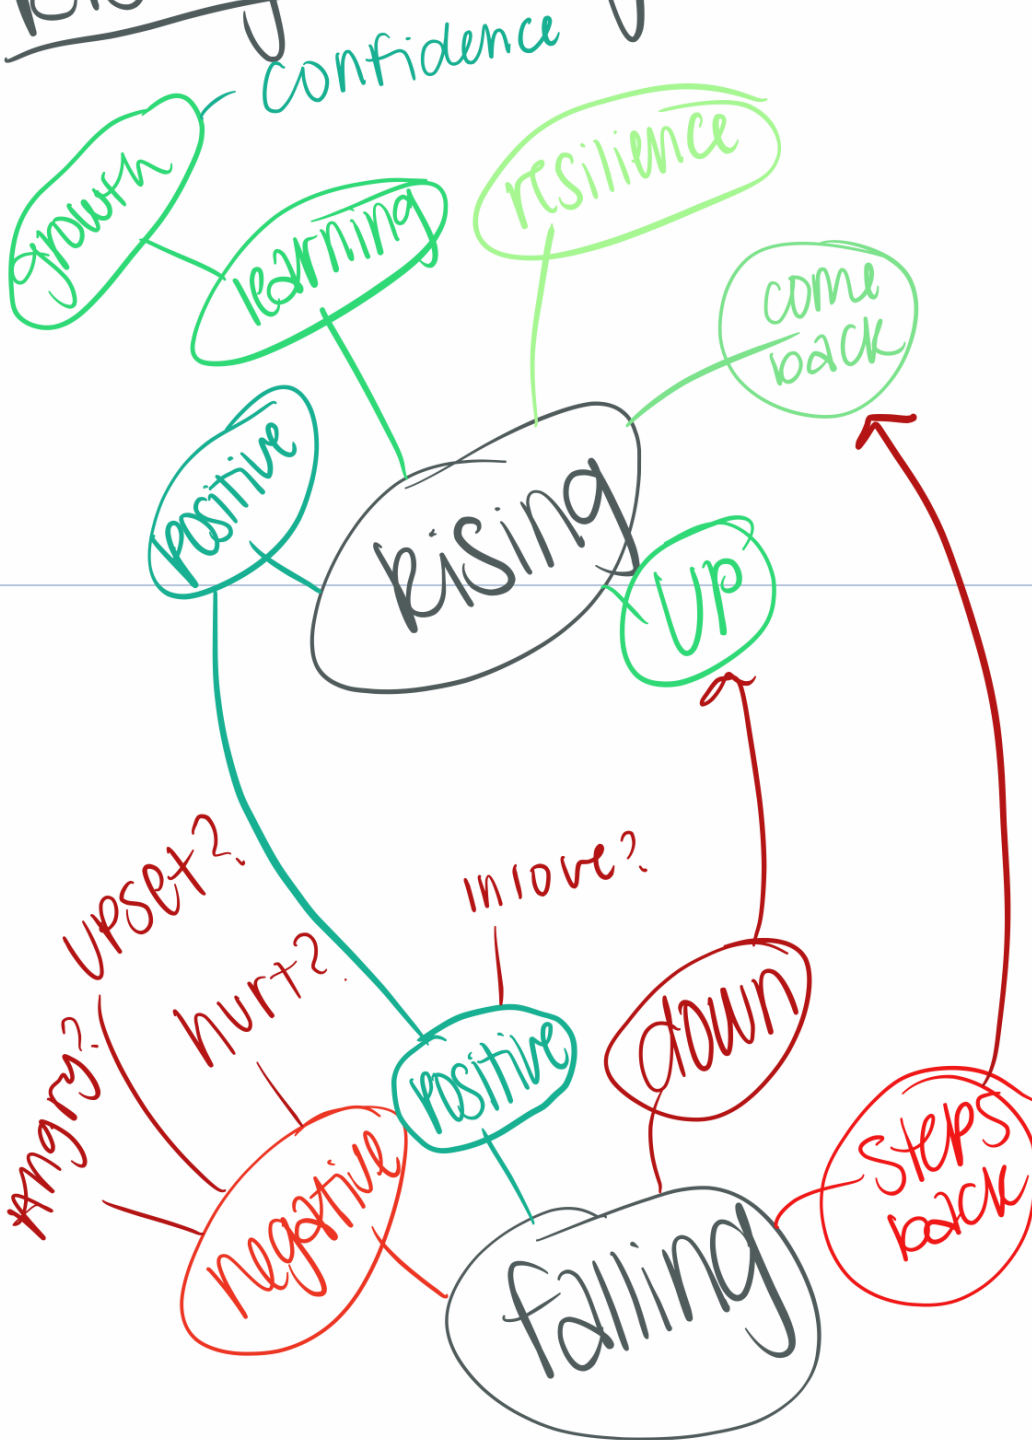 confidence
growth
learning
resilience
come
back
positive
Rising
UP
upset?
in love?
hurt?
Angry?
down
positive
negative
steps
back
falling